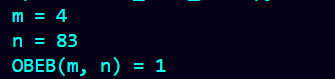 m = 4
n = 83
OBEB(m, n) = 1